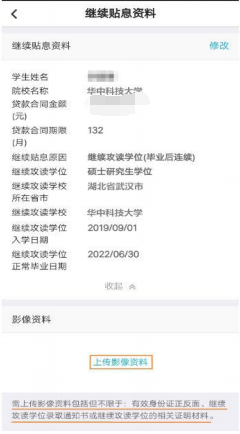 继续贴息资料
继续贴息资料 修改
学生姓名
院校名称 华中科技大学
贷款合同金额
(元)
贷款合同期限 132
(月)
继续贴息原因 继续攻读学位(毕业后连续)
继续攻读学位 硕士研究生学位
继续攻读学校 湖北省武汉市
所在省市
继续攻读学校 华中科技大学
继续攻读学位 2019/09/01
入学日期
继续攻读学位 2022/06/30
正常毕业日期
收起
影像资料
上传影像资料
需上传影像资料包括但不限于：有效身份证正反面、继续
攻读学位录取通知书或继续攻读学位的相关证明材料。